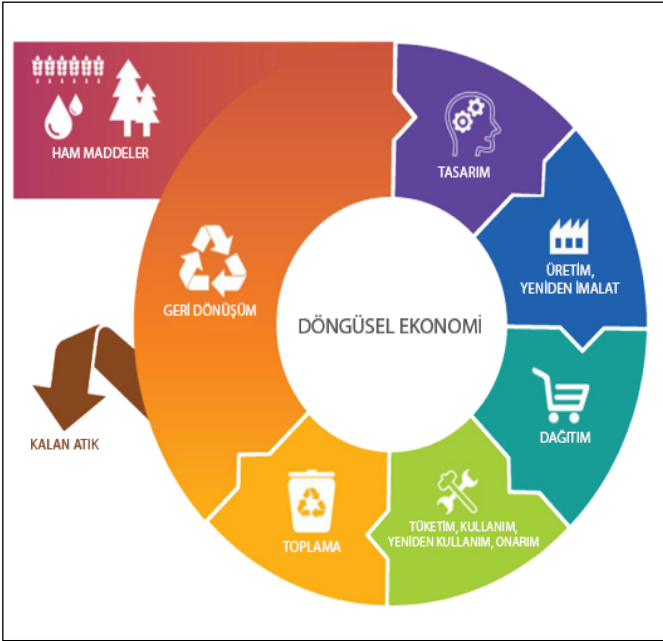 HAM MADDELER
TASARIM
ÜRETİM,
YENİDEN İMALAT
GERİ DÖNÜŞÜM
DÖNGÜSEL EKONOMİ
KALAN ATIK
DAĞITIM
TÜKETİM, KULLANIM,
YENİDEN KULLANIM, ONARIM
TOPLAMA